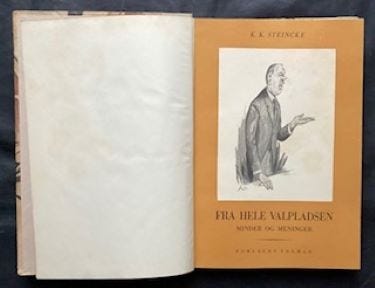 K. K. STEINCKE
FRA HELE VALPLADSEN
MINDER OG MENINGER
FORLAGET FREMAD